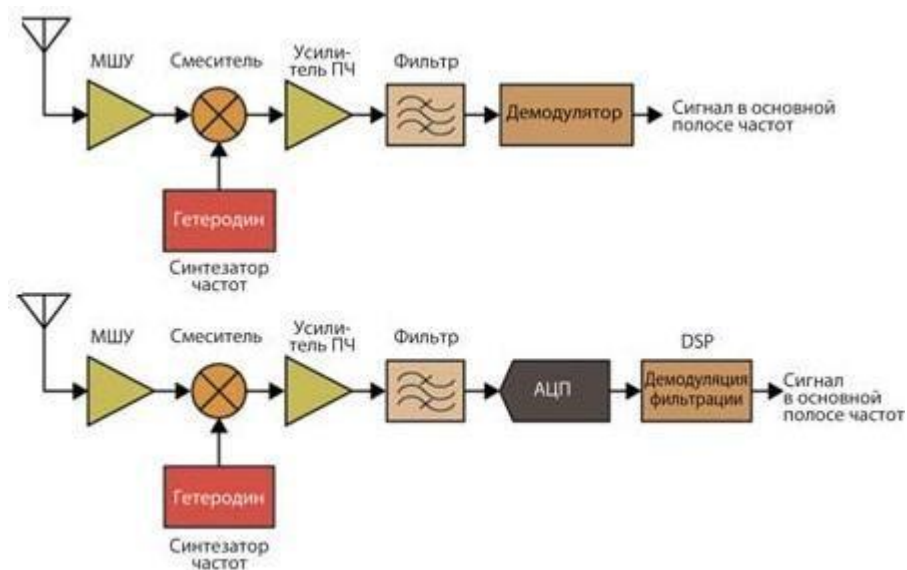 МШУ
Смеситель
Усили-
тель ПЧ
Фильтр
Демодулятор
Сигнал в основной
полосе частот
Гетеродин
Синтезатор
частот
МШУ
Смеситель
Усили-
тель ПЧ
Фильтр
АЦП
DSP
Демодуляция
фильтрации
Сигнал
в основной
полосе частот
Гетеродин
Синтезатор
частот